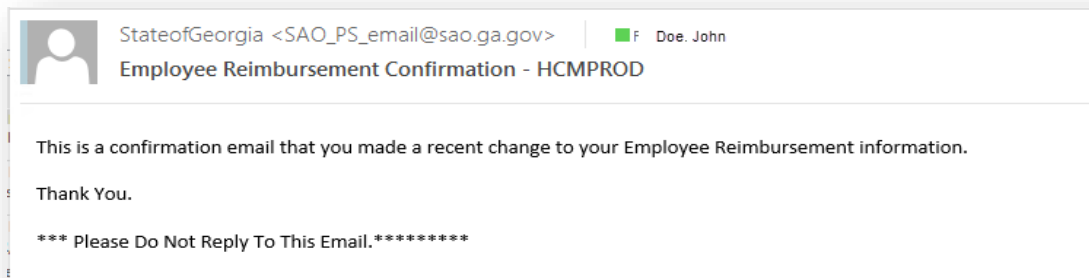 StateofGeorgia <SAO_PS_email@sao.ga.gov> F Doe. John
Employee Reimbursement Confirmation - HCMPROD
This is a confirmation email that you made a recent change to your Employee Reimbursement information.
Thank You.
*** Please Do Not Reply To This Email.*********